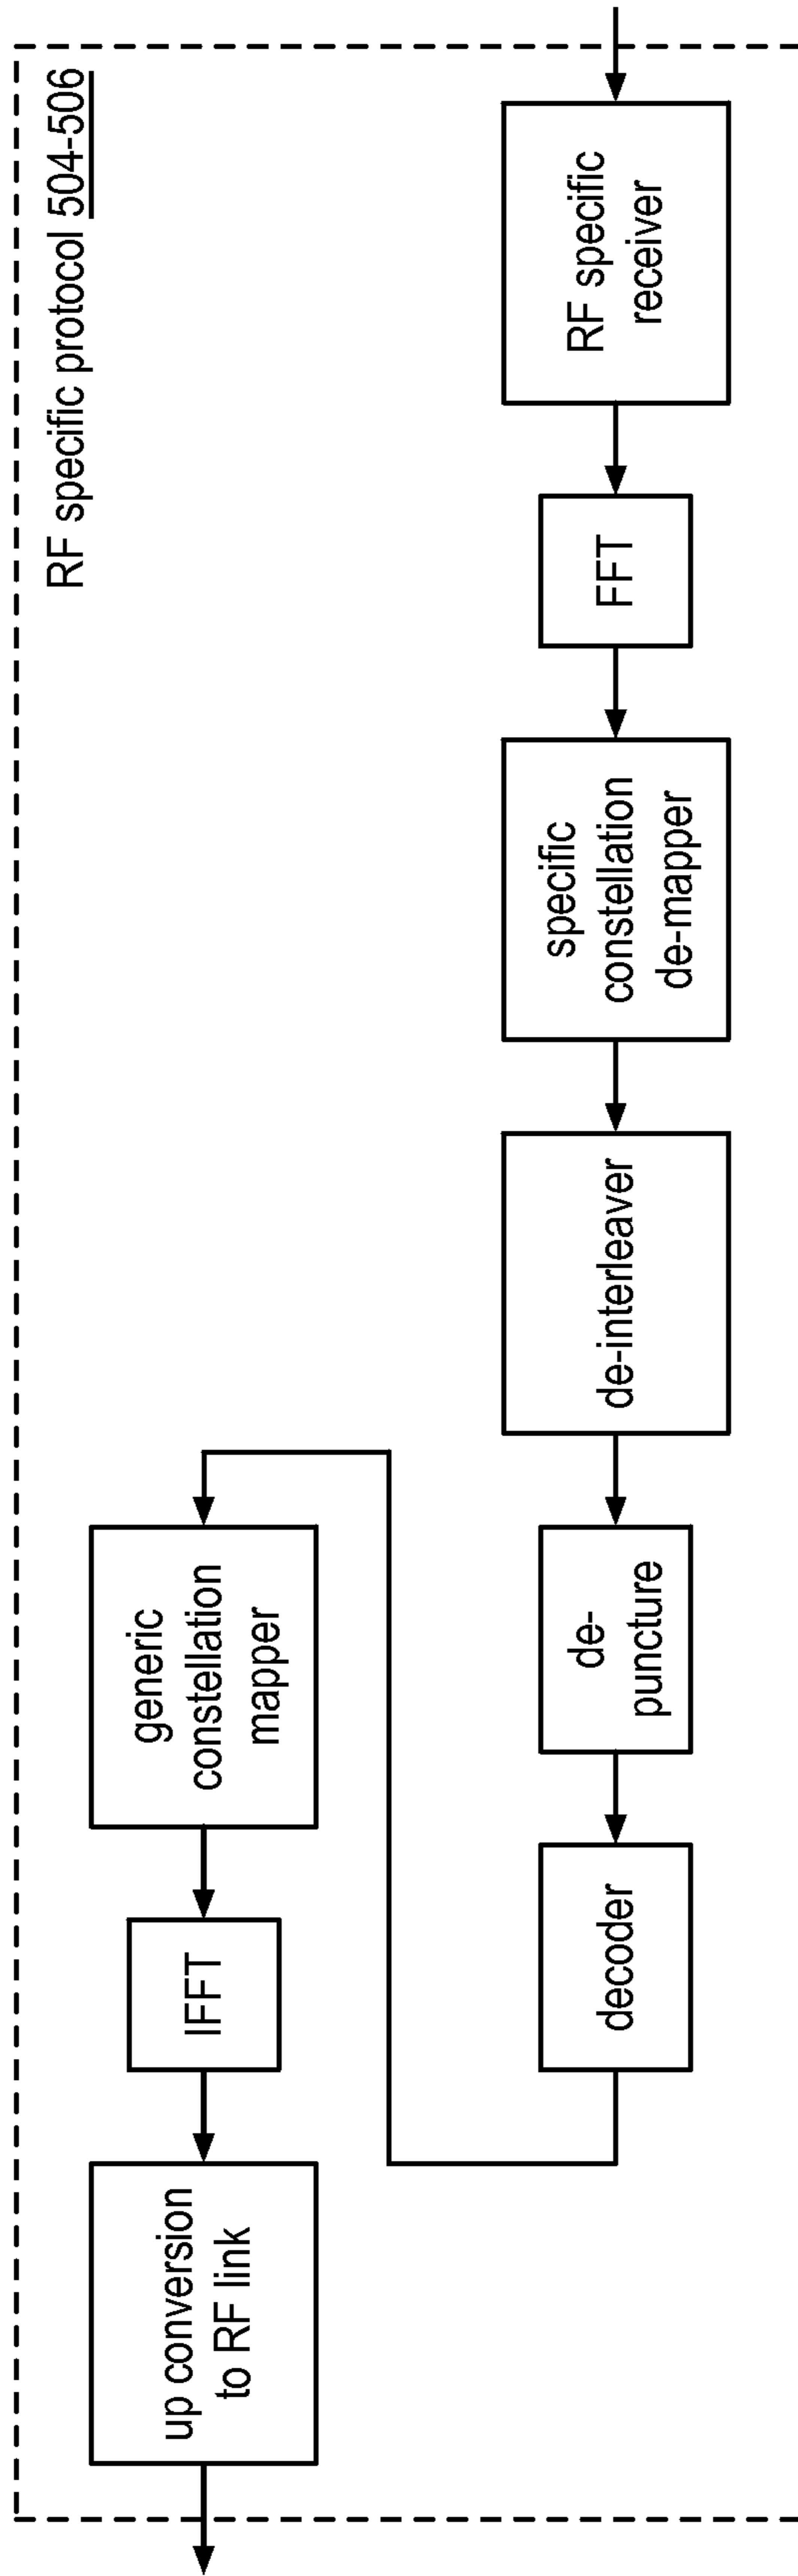 RF specific protocol 504-506
RF specific
receiver
FFT
specific
constellation
de-mapper
de-interleaver
de-
puncture
decoder
generic
constellation
mapper
IFFT
up conversion
to RF link